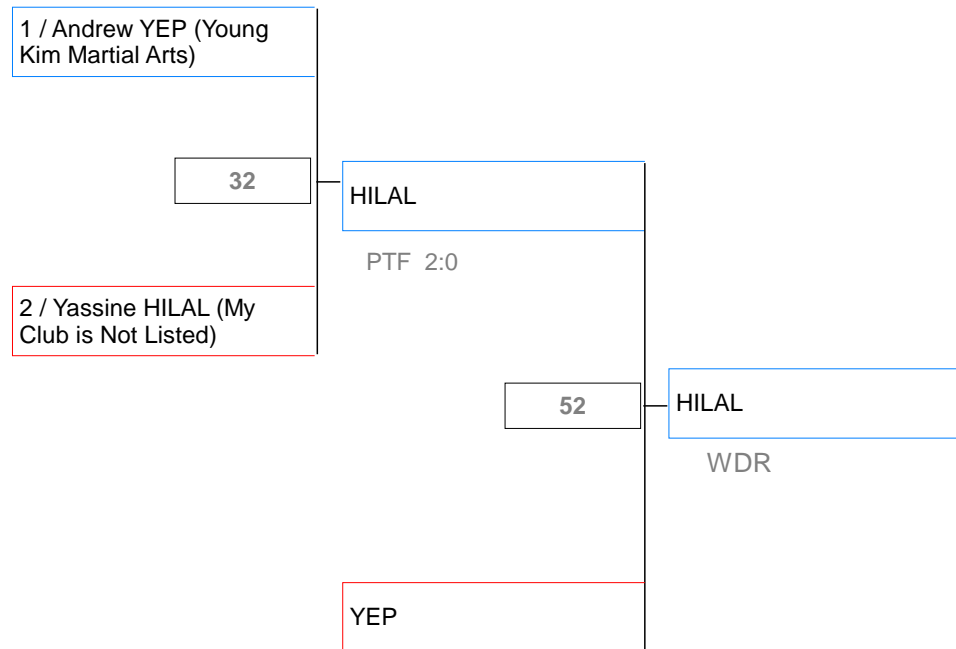 1 / Andrew YEP (Young
Kim Martial Arts)
32
HILAL
PTF 2:0
2 / Yassine HILAL (My
Club is Not Listed)
52
HILAL
WDR
YEP